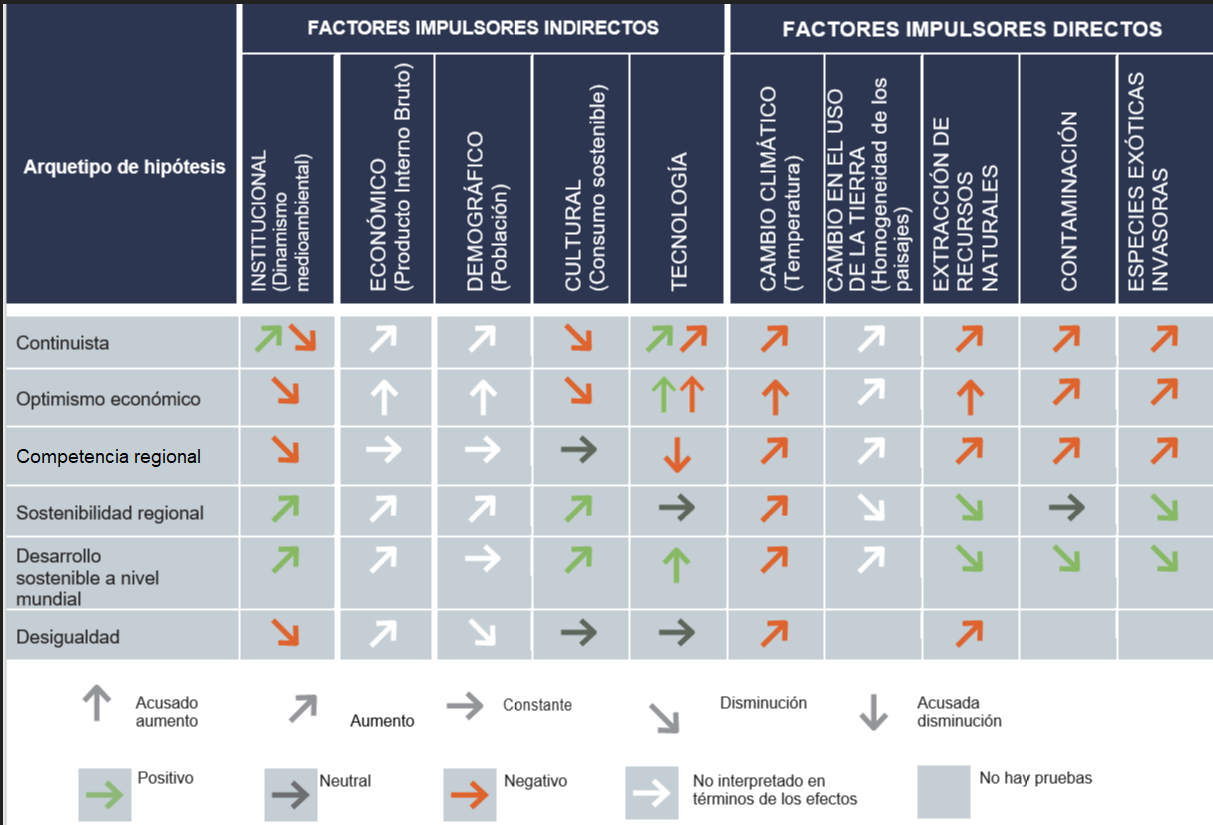 FACTORES IMPULSORES INDIRECTOS
FACTORES IMPULSORES DIRECTOS
Arquetipo de hipótesis
INSTITUCIONAL
(Dinamismo
medioambiental)
ECONÓMICO
(Producto Interno Bruto)
DEMOGRÁFICO
(Población)
CULTURAL
(Consumo sostenible)
TECNOLOGÍA
CAMBIO CLIMÁTICO
(Temperatura)
CAMBIO EN EL USO
DE LA TIERRA
(Homogeneidad de los
paisajes)
EXTRACCIÓN DE
RECURSOS
NATURALES
CONTAMINACIÓN
ESPECIES EXÓTICAS
INVASORAS
Continuista
Optimismo económico
Competencia regional
Sostenibilidad regional
Desarrollo
sostenible a nivel
mundial
Desigualdad
Acusado
aumento
Aumento
Constante
Disminución
Acusada
disminución
Positivo
Neutral
Negativo
No interpretado en
términos de los efectos
No hay pruebas